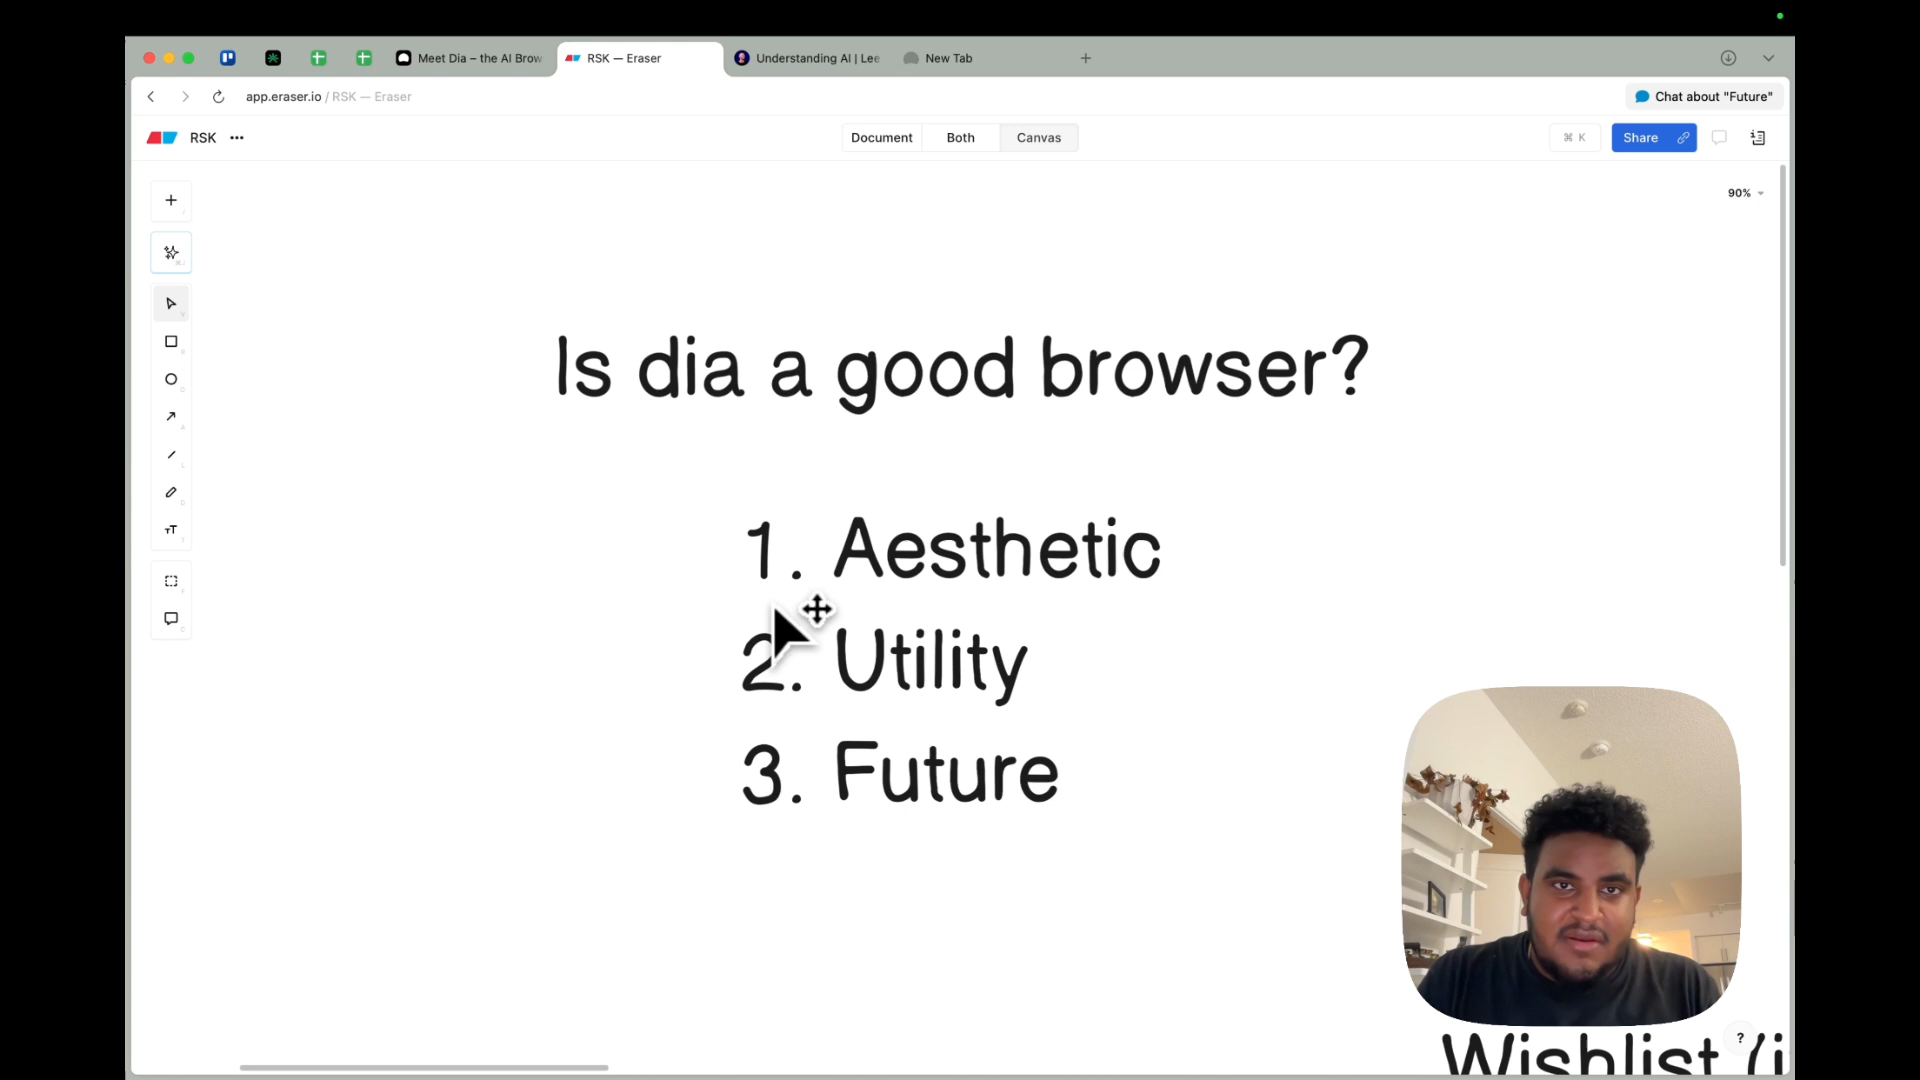 Meet Dia – the AI Brow
RSK — Eraser
Understanding AI | Lee
New Tab
app.eraser.io / RSK — Eraser
Chat about "Future"
RSK
Document
Both
Canvas
⌘ K
Share
90%
Is dia a good browser?
1. Aesthetic
2. Utility
3. Future
Wishlist (i
?